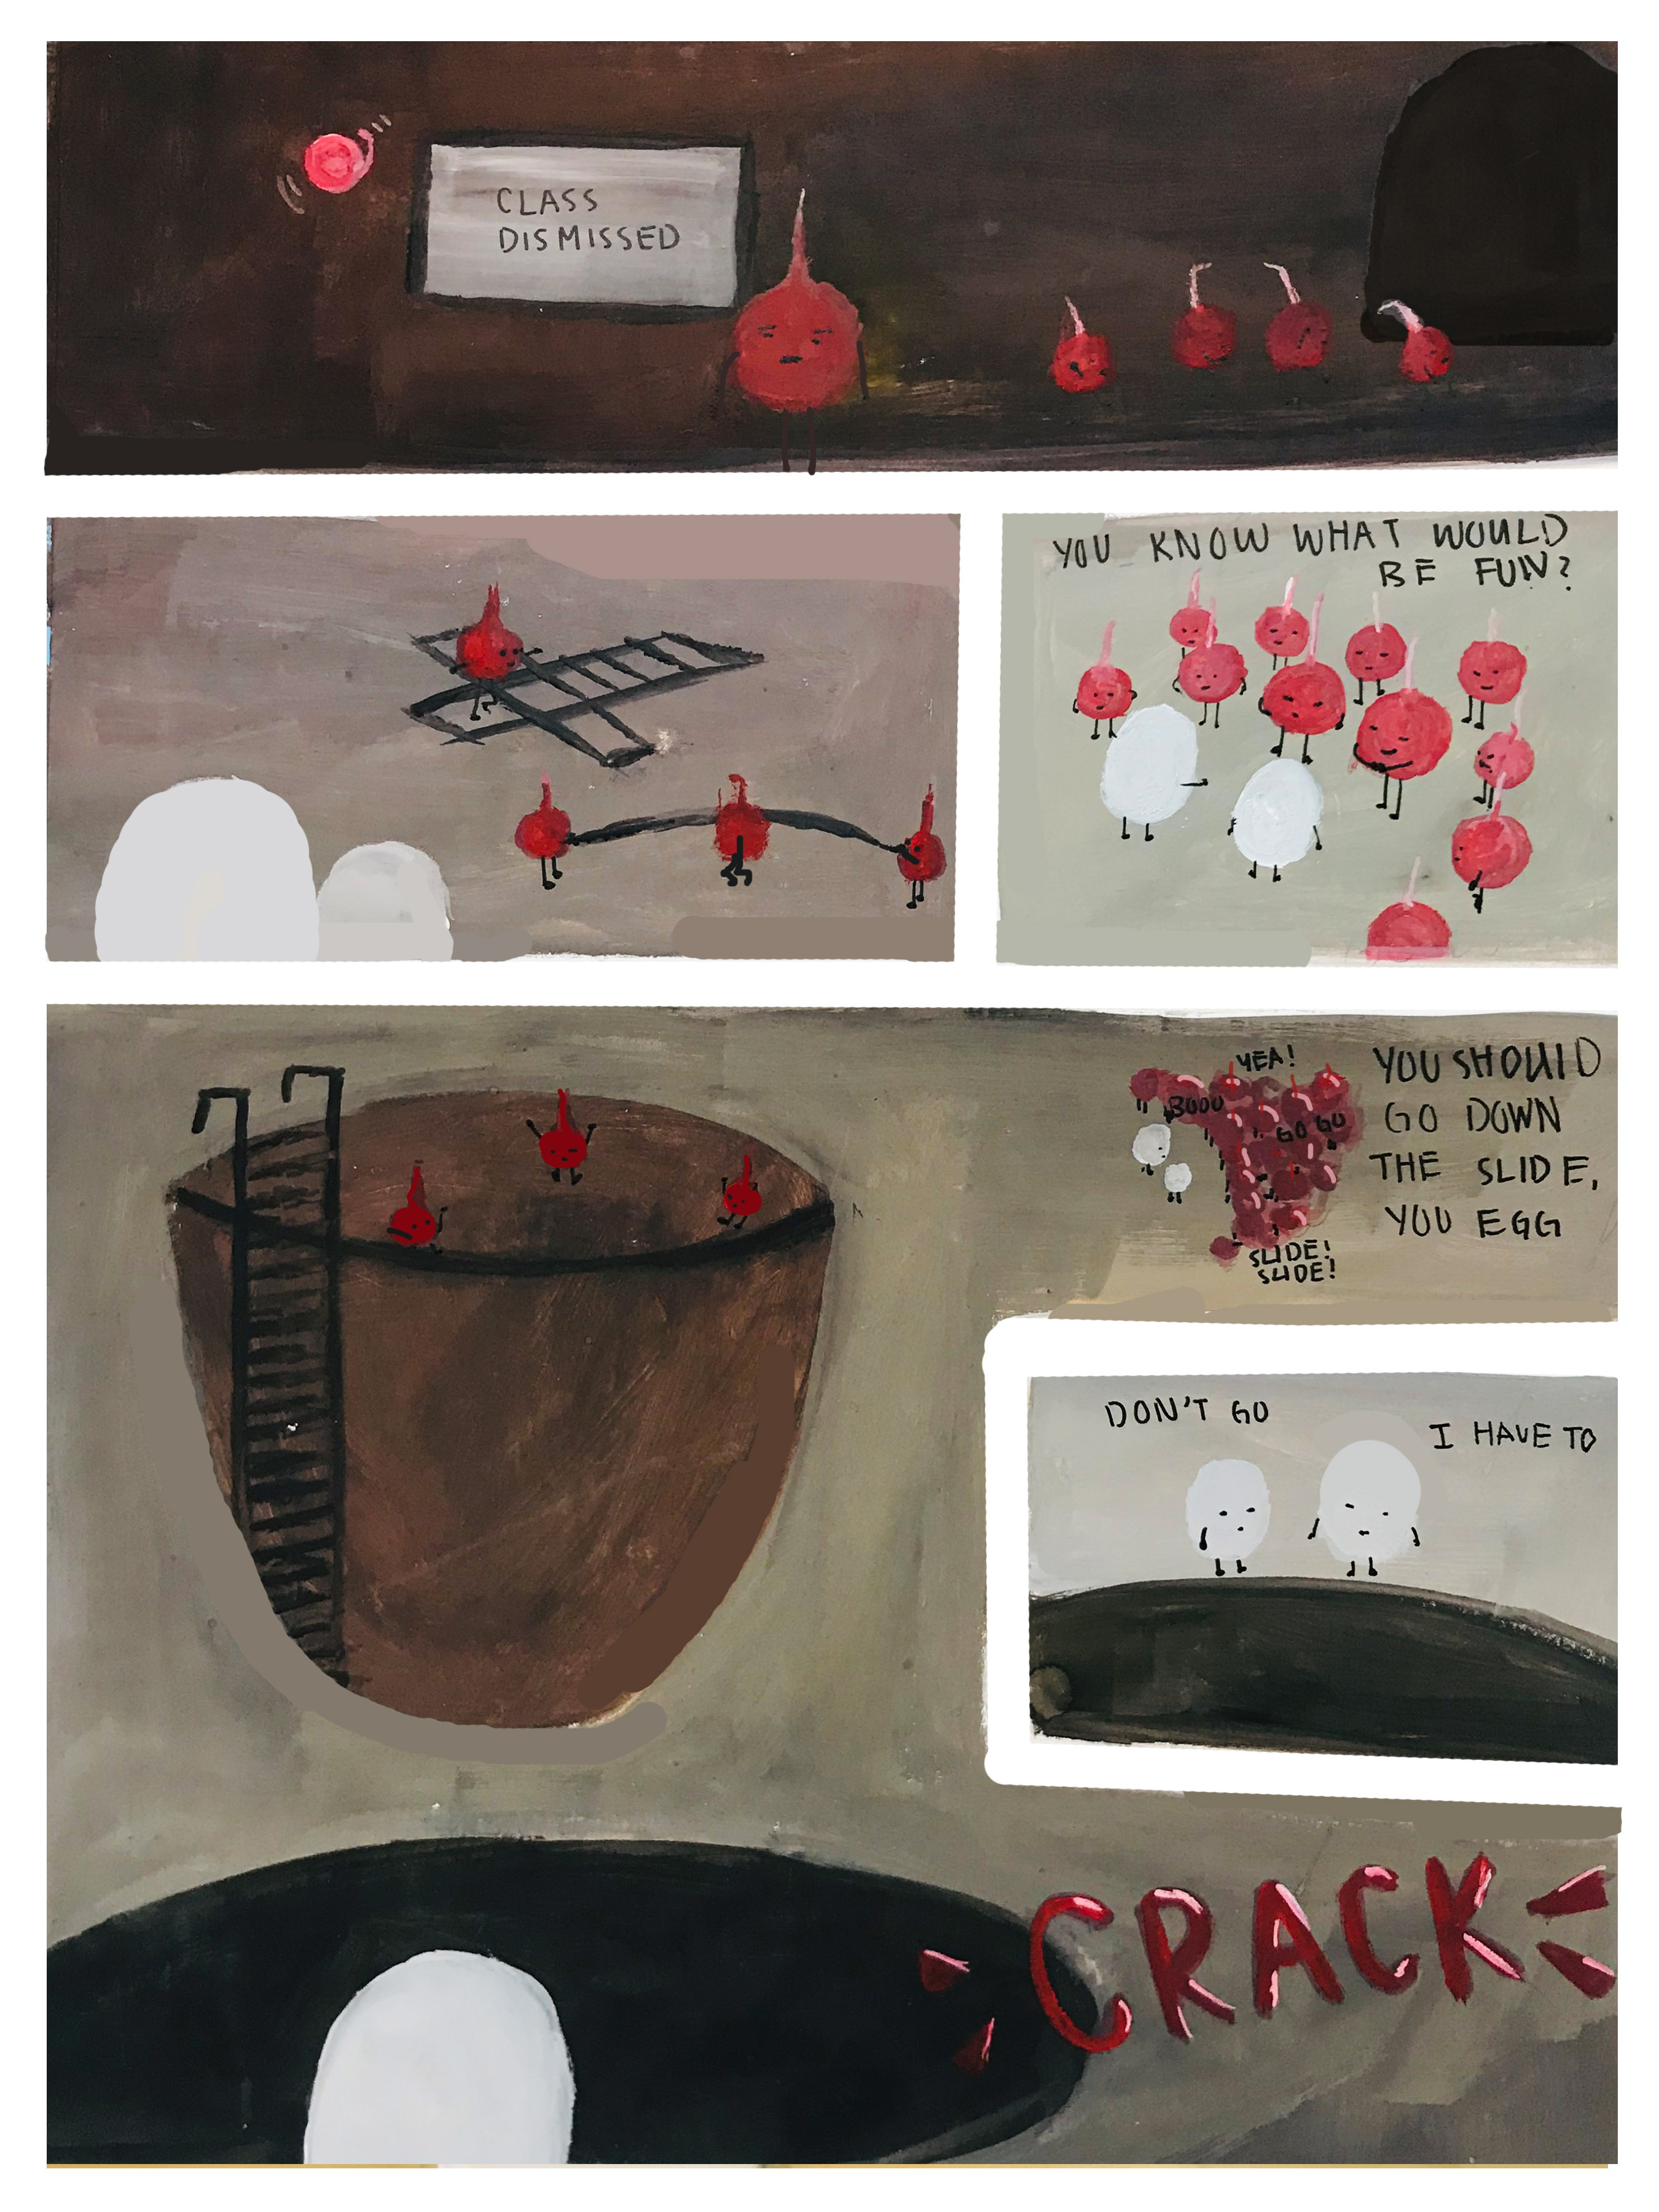 CLASS
DISMISSED
YOU KNOW WHAT WOULD
BE FUN?
YEA!
BOOO
GO GO
SLIDE!
SLIDE!
YOU SHOULD
GO DOWN
THE SLIDE,
YOU EGG
DON'T GO
I HAVE TO
CRACK